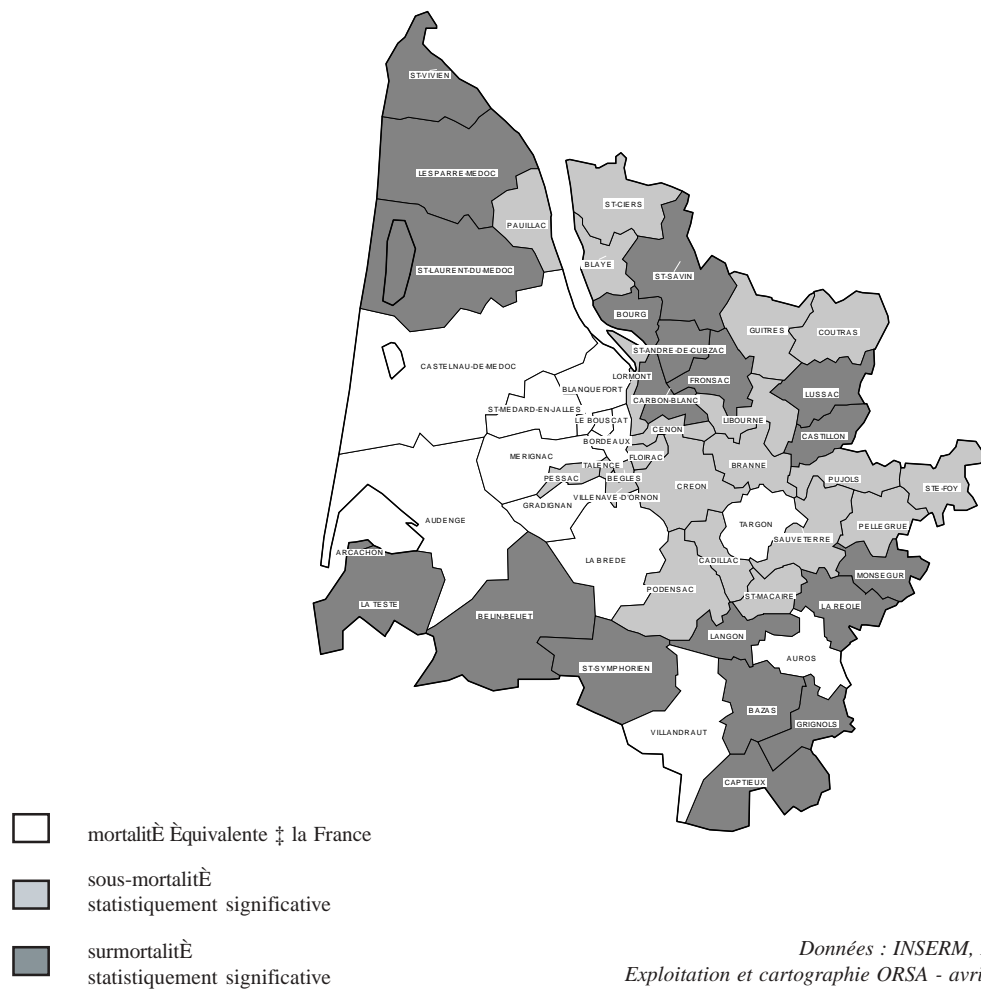 ST-VIVIEN
LESPARRE-MEDOC
PAUILLAC
ST-CIERS
BLAYE
ST-LAURENT-DU-MEDOC
ST-SAVIN
BOURG
GUITRES
COUTRAS
ST-ANDRE-DE-CUBZAC
CASTELNAU-DE-MEDOC
LORMONT
FRONSAC
BLANQUEFORT
LUSSAC
CARBON-BLANC
ST-MEDARD-EN-JALLES
LE BOUSCAT
LIBOURNE
CENON
CASTILLON
BORDEAUX
MERIGNAC
FLOIRAC
TALENCE
BRANNE
PESSAC
BEGLES
PUJOLS
CREON
STE-FOY
VILLENAVE-D'ORNON
GRADIGNAN
AUDENGE
TARGON
PELLEGRUE
SAUVETERRE
ARCACHON
LA BREDE
CADILLAC
MONSEGUR
PODENSAC
ST-MACAIRE
LA TESTE
LA REOLE
BELIN-BELIET
LANGON
AUROS
ST-SYMPHORIEN
BAZAS
GRIGNOLS
VILLANDRAUT
CAPTIEUX
mortalitÈ Èquivalente ‡ la France
sous-mortalitÈ
statistiquement significative
surmortalitÈ
statistiquement significative
Données : INSERM,
Exploitation et cartographie ORSA - avri